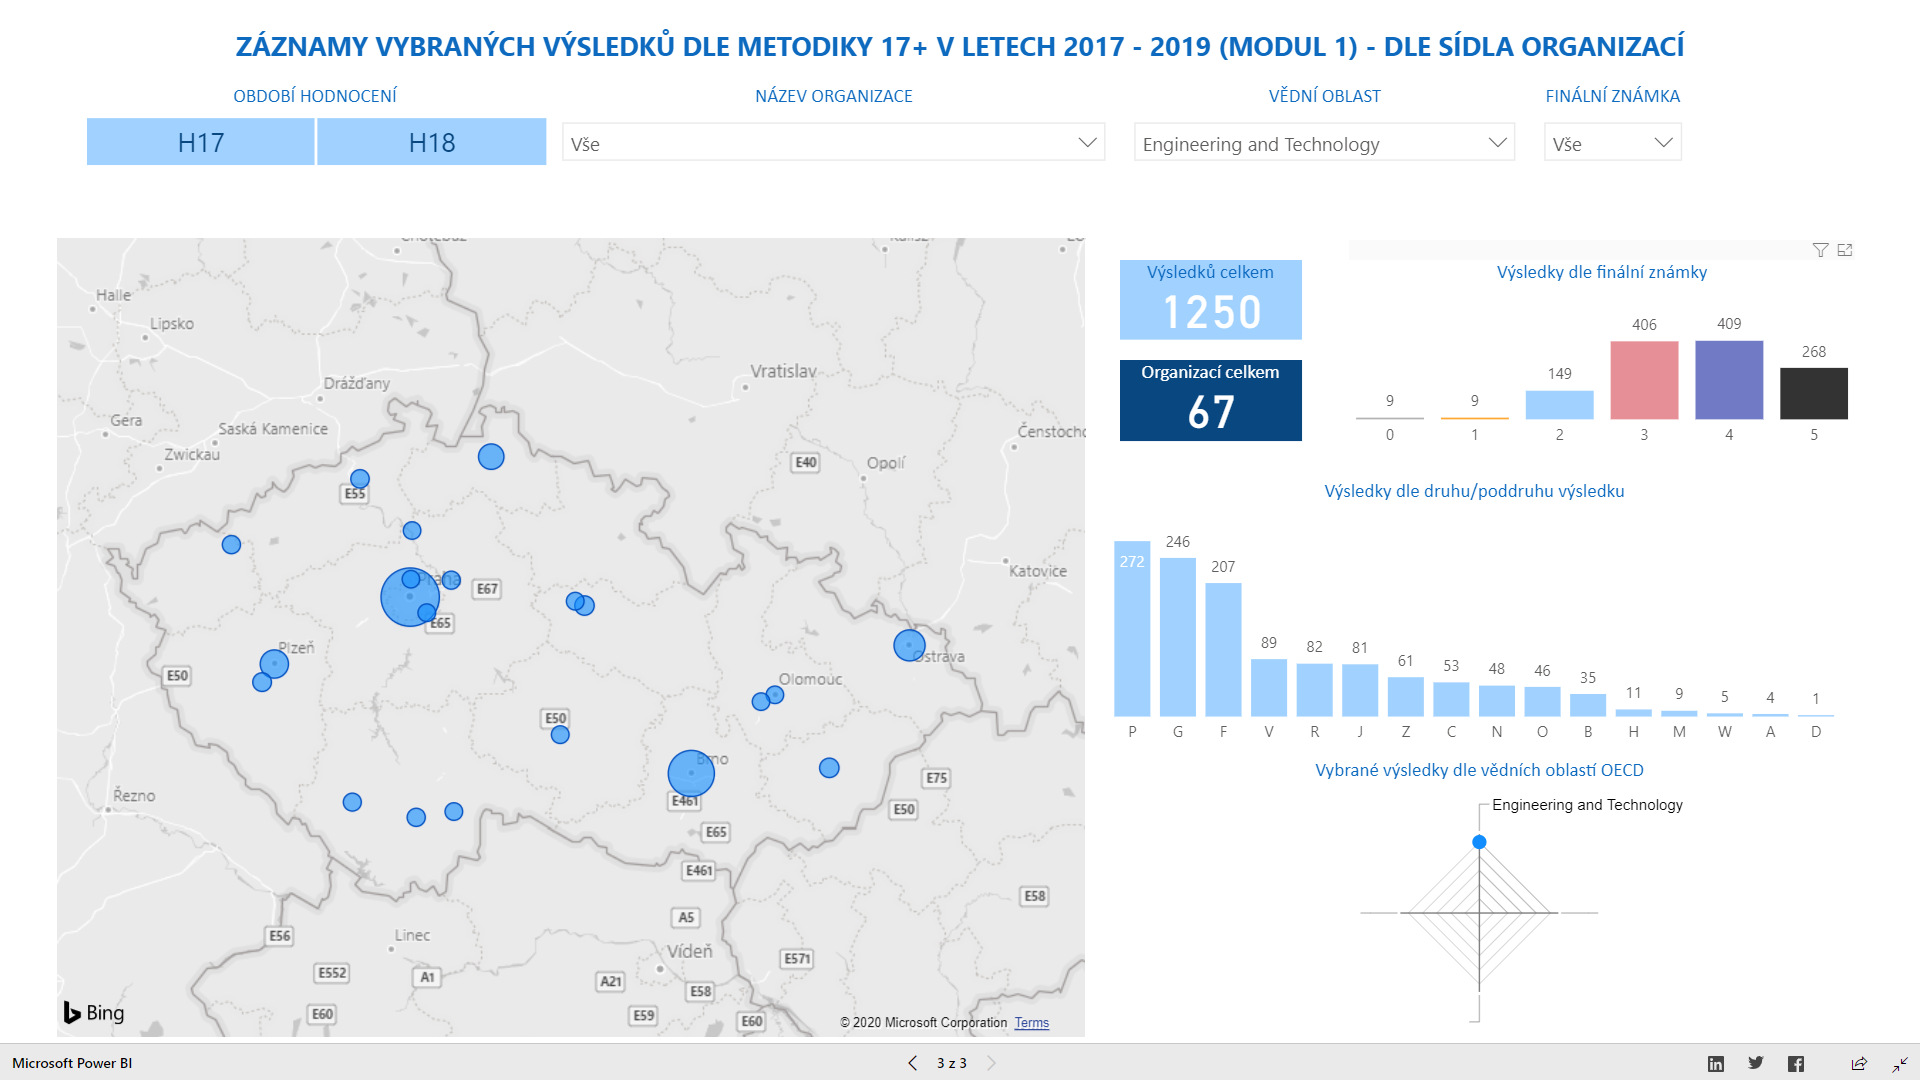 ZÁZNAMY VYBRANÝCH VÝSLEDKŮ DLE METODIKY 17+ V LETECH 2017 - 2019 (MODUL 1) - DLE SÍDLA ORGANIZACÍ
OBDOBÍ HODNOCENÍ
NÁZEV ORGANIZACE
VĚDNÍ OBLAST
FINÁLNÍ ZNÁMKA
H17
H18
Vše
Engineering and Technology
Vše
Halle
Lipsko
Drážďany
Vratislav
Gera
Saská Kamenice
Zwickau
Čenstocho
E40
Opolí
E55
Katovice
Praha
E67
E65
Plzeň
E50
Ostrava
Olomouc
E50
Brno
E461
E75
E50
Řezno
E65
E461
E58
A5
E56
Linec
Vídeň
E571
E552
A1
A21
E58
E60
E59
E60
Bing
© 2020 Microsoft Corporation Terms
Výsledků celkem
1250
Organizací celkem
67
Výsledky dle finální známky
9 9 149 406 409 268
0 1 2 3 4 5
Výsledky dle druhu/poddruhu výsledku
272 246 207 89 82 81 61 53 48 46 35 11 9 5 4 1
P G F V R J Z C N O B H M W A D
Vybrané výsledky dle vědních oblastí OECD
Engineering and Technology
Microsoft Power BI
3 z 3